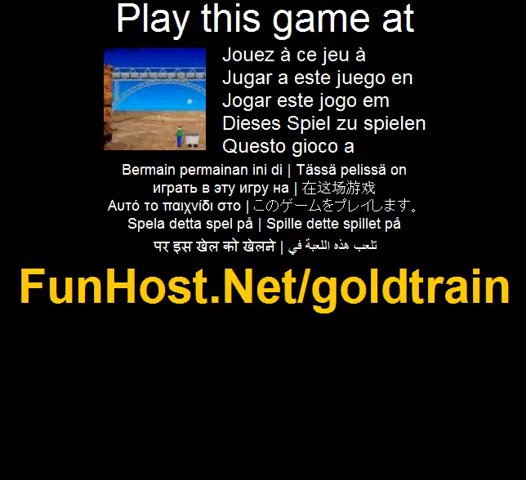 Play this game at
Jouez à ce jeu à
Jugar a este juego en
Jogar este jogo em
Dieses Spiel zu spielen
Questo gioco a
Bermain permainan ini di | Tässä pelissä on
играть в эту игру на | 在这场游戏
Αυτό το παιχνίδι στο | このゲームをプレイします。
Spela detta spel på | Spille dette spillet på
पर इस खेल को खेलने | تلعب هذه اللعبة في
FunHost.Net/goldtrain